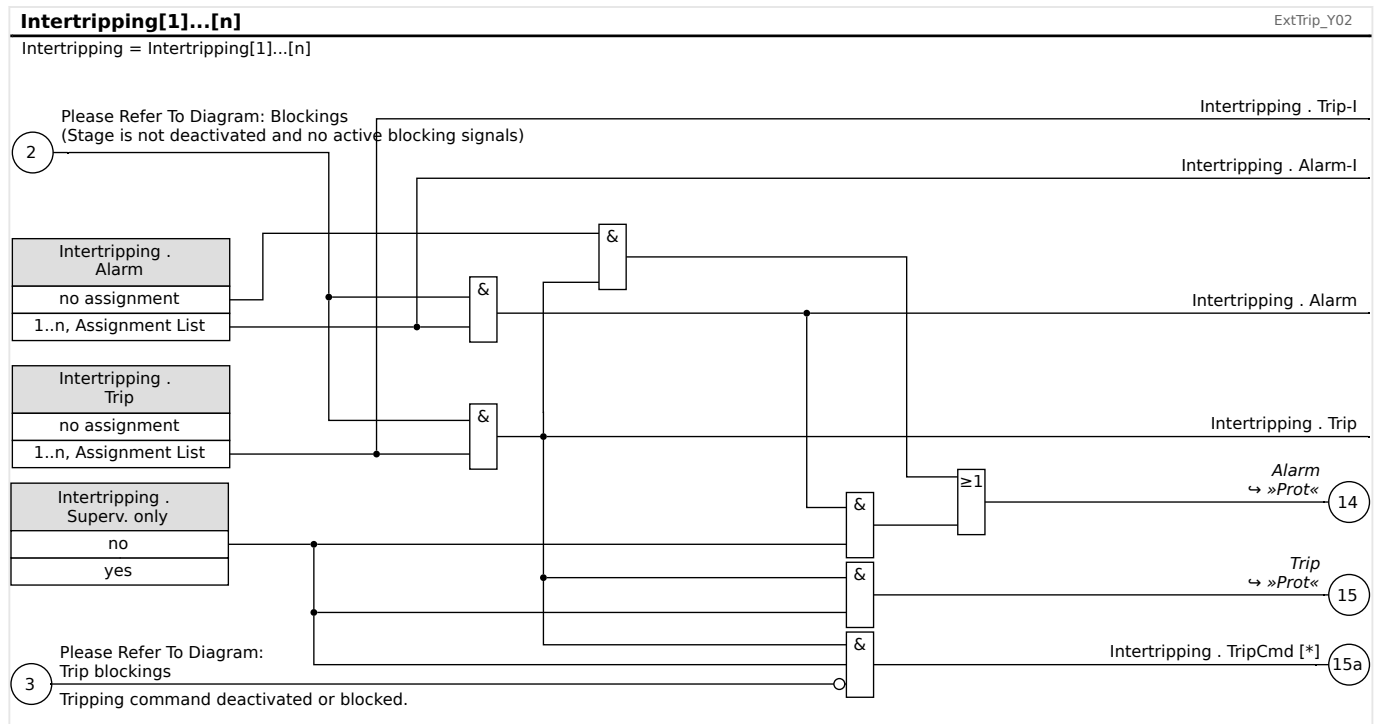 Intertripping[1]...[n]
ExtTrip_Y02
Intertripping = Intertripping[1]...[n]
Please Refer To Diagram: Blockings
(Stage is not deactivated and no active blocking signals)
2
Intertripping . Trip-I
Intertripping . Alarm-I
Intertripping .
Alarm
no assignment
1..n, Assignment List
&
&
Intertripping . Alarm
Intertripping .
Trip
no assignment
1..n, Assignment List
&
Intertripping . Trip
Intertripping .
Superv. only
no
yes
&
≥1
Alarm
↪ »Prot«
14
&
Trip
↪ »Prot«
15
&
Intertripping . TripCmd [*]
15a
Please Refer To Diagram:
Trip blockings
3
Tripping command deactivated or blocked.